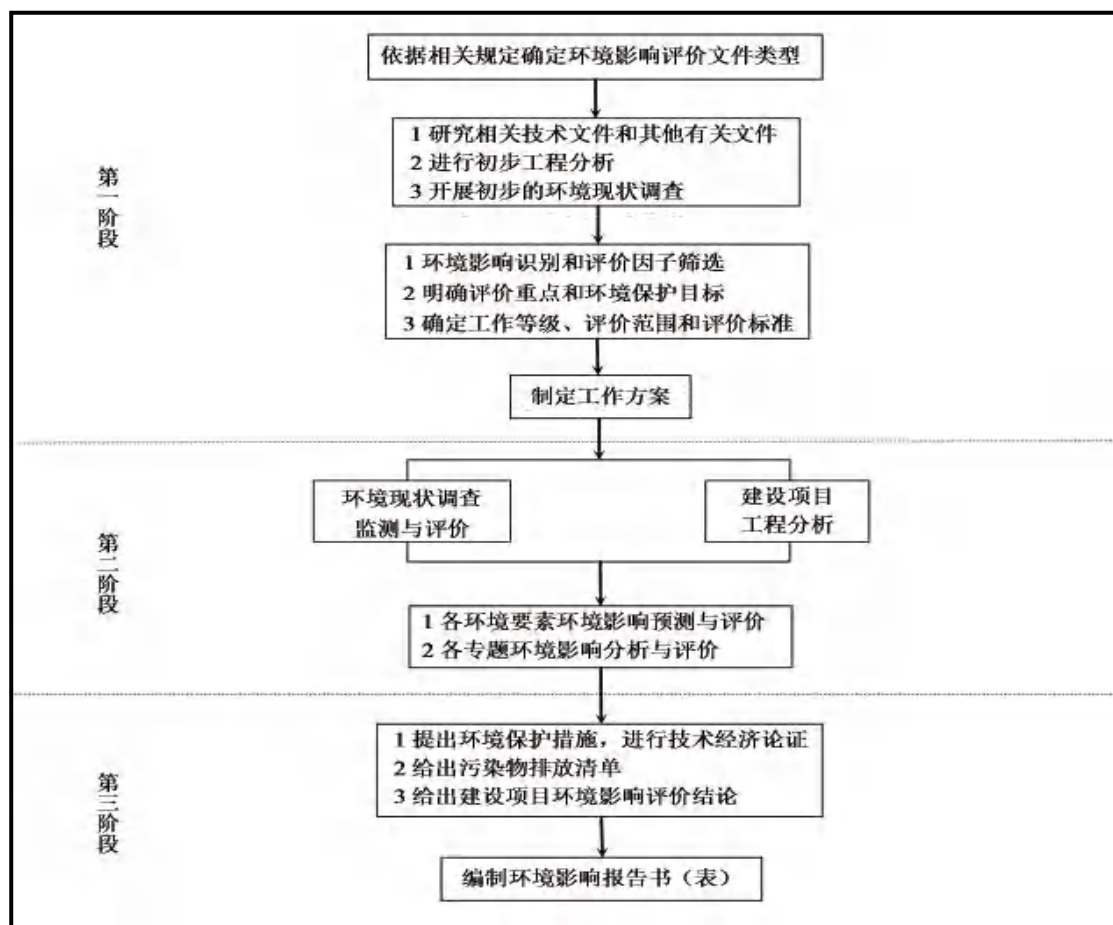 依据相关规定确定环境影响评价文件类型
第一阶段
1 研究相关技术文件和其他有关文件
2 进行初步工程分析
3 开展初步的环境现状调查
1 环境影响识别和评价因子筛选
2 明确评价重点和环境保护目标
3 确定工作等级、评价范围和评价标准
制定工作方案
第二阶段
环境现状调查
监测与评价
建设项目
工程分析
1 各环境要素环境影响预测与评价
2 各专题环境影响分析与评价
第三阶段
1 提出环境保护措施，进行技术经济论证
2 给出污染物排放清单
3 给出建设项目环境影响评价结论
编制环境影响报告书（表）